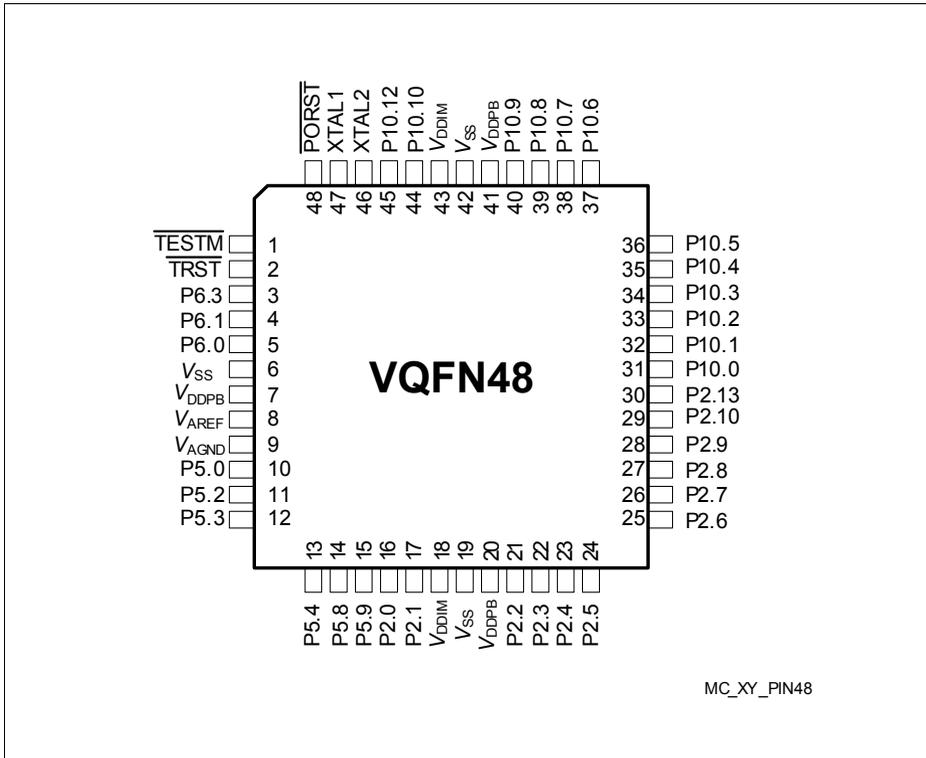 PORST
XTAL1
XTAL2
P10.12
P10.10
VDDIM
VSS
VDDPB
P10.9
P10.8
P10.7
P10.6
48
47
46
45
44
43
42
41
40
39
38
37
TESTM 1
TRST 2
P6.3 3
P6.1 4
P6.0 5
VSS 6
VDDPB 7
VAREF 8
VAGND 9
P5.0 10
P5.2 11
P5.3 12
VQFN48
36 P10.5
35 P10.4
34 P10.3
33 P10.2
32 P10.1
31 P10.0
30 P2.13
29 P2.10
28 P2.9
27 P2.8
26 P2.7
25 P2.6
13
14
15
16
17
18
19
20
21
22
23
24
P5.4
P5.8
P5.9
P2.0
P2.1
VDDIM
VSS
VDDPB
P2.2
P2.3
P2.4
P2.5
MC_XY_PIN48